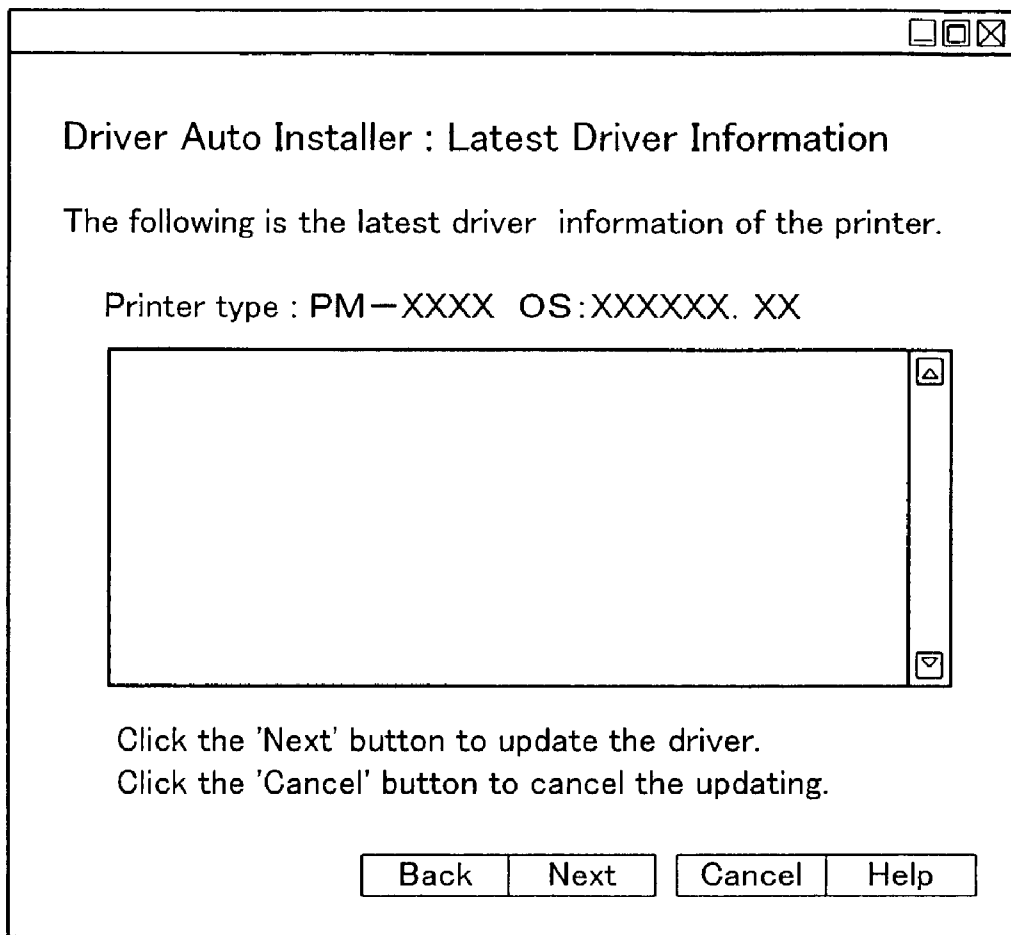 Driver Auto Installer : Latest Driver Information
The following is the latest driver information of the printer.
Printer type : PM-XXXX OS:XXXXXX. XX
Click the 'Next' button to update the driver.
Click the 'Cancel' button to cancel the updating.
Back Next Cancel Help